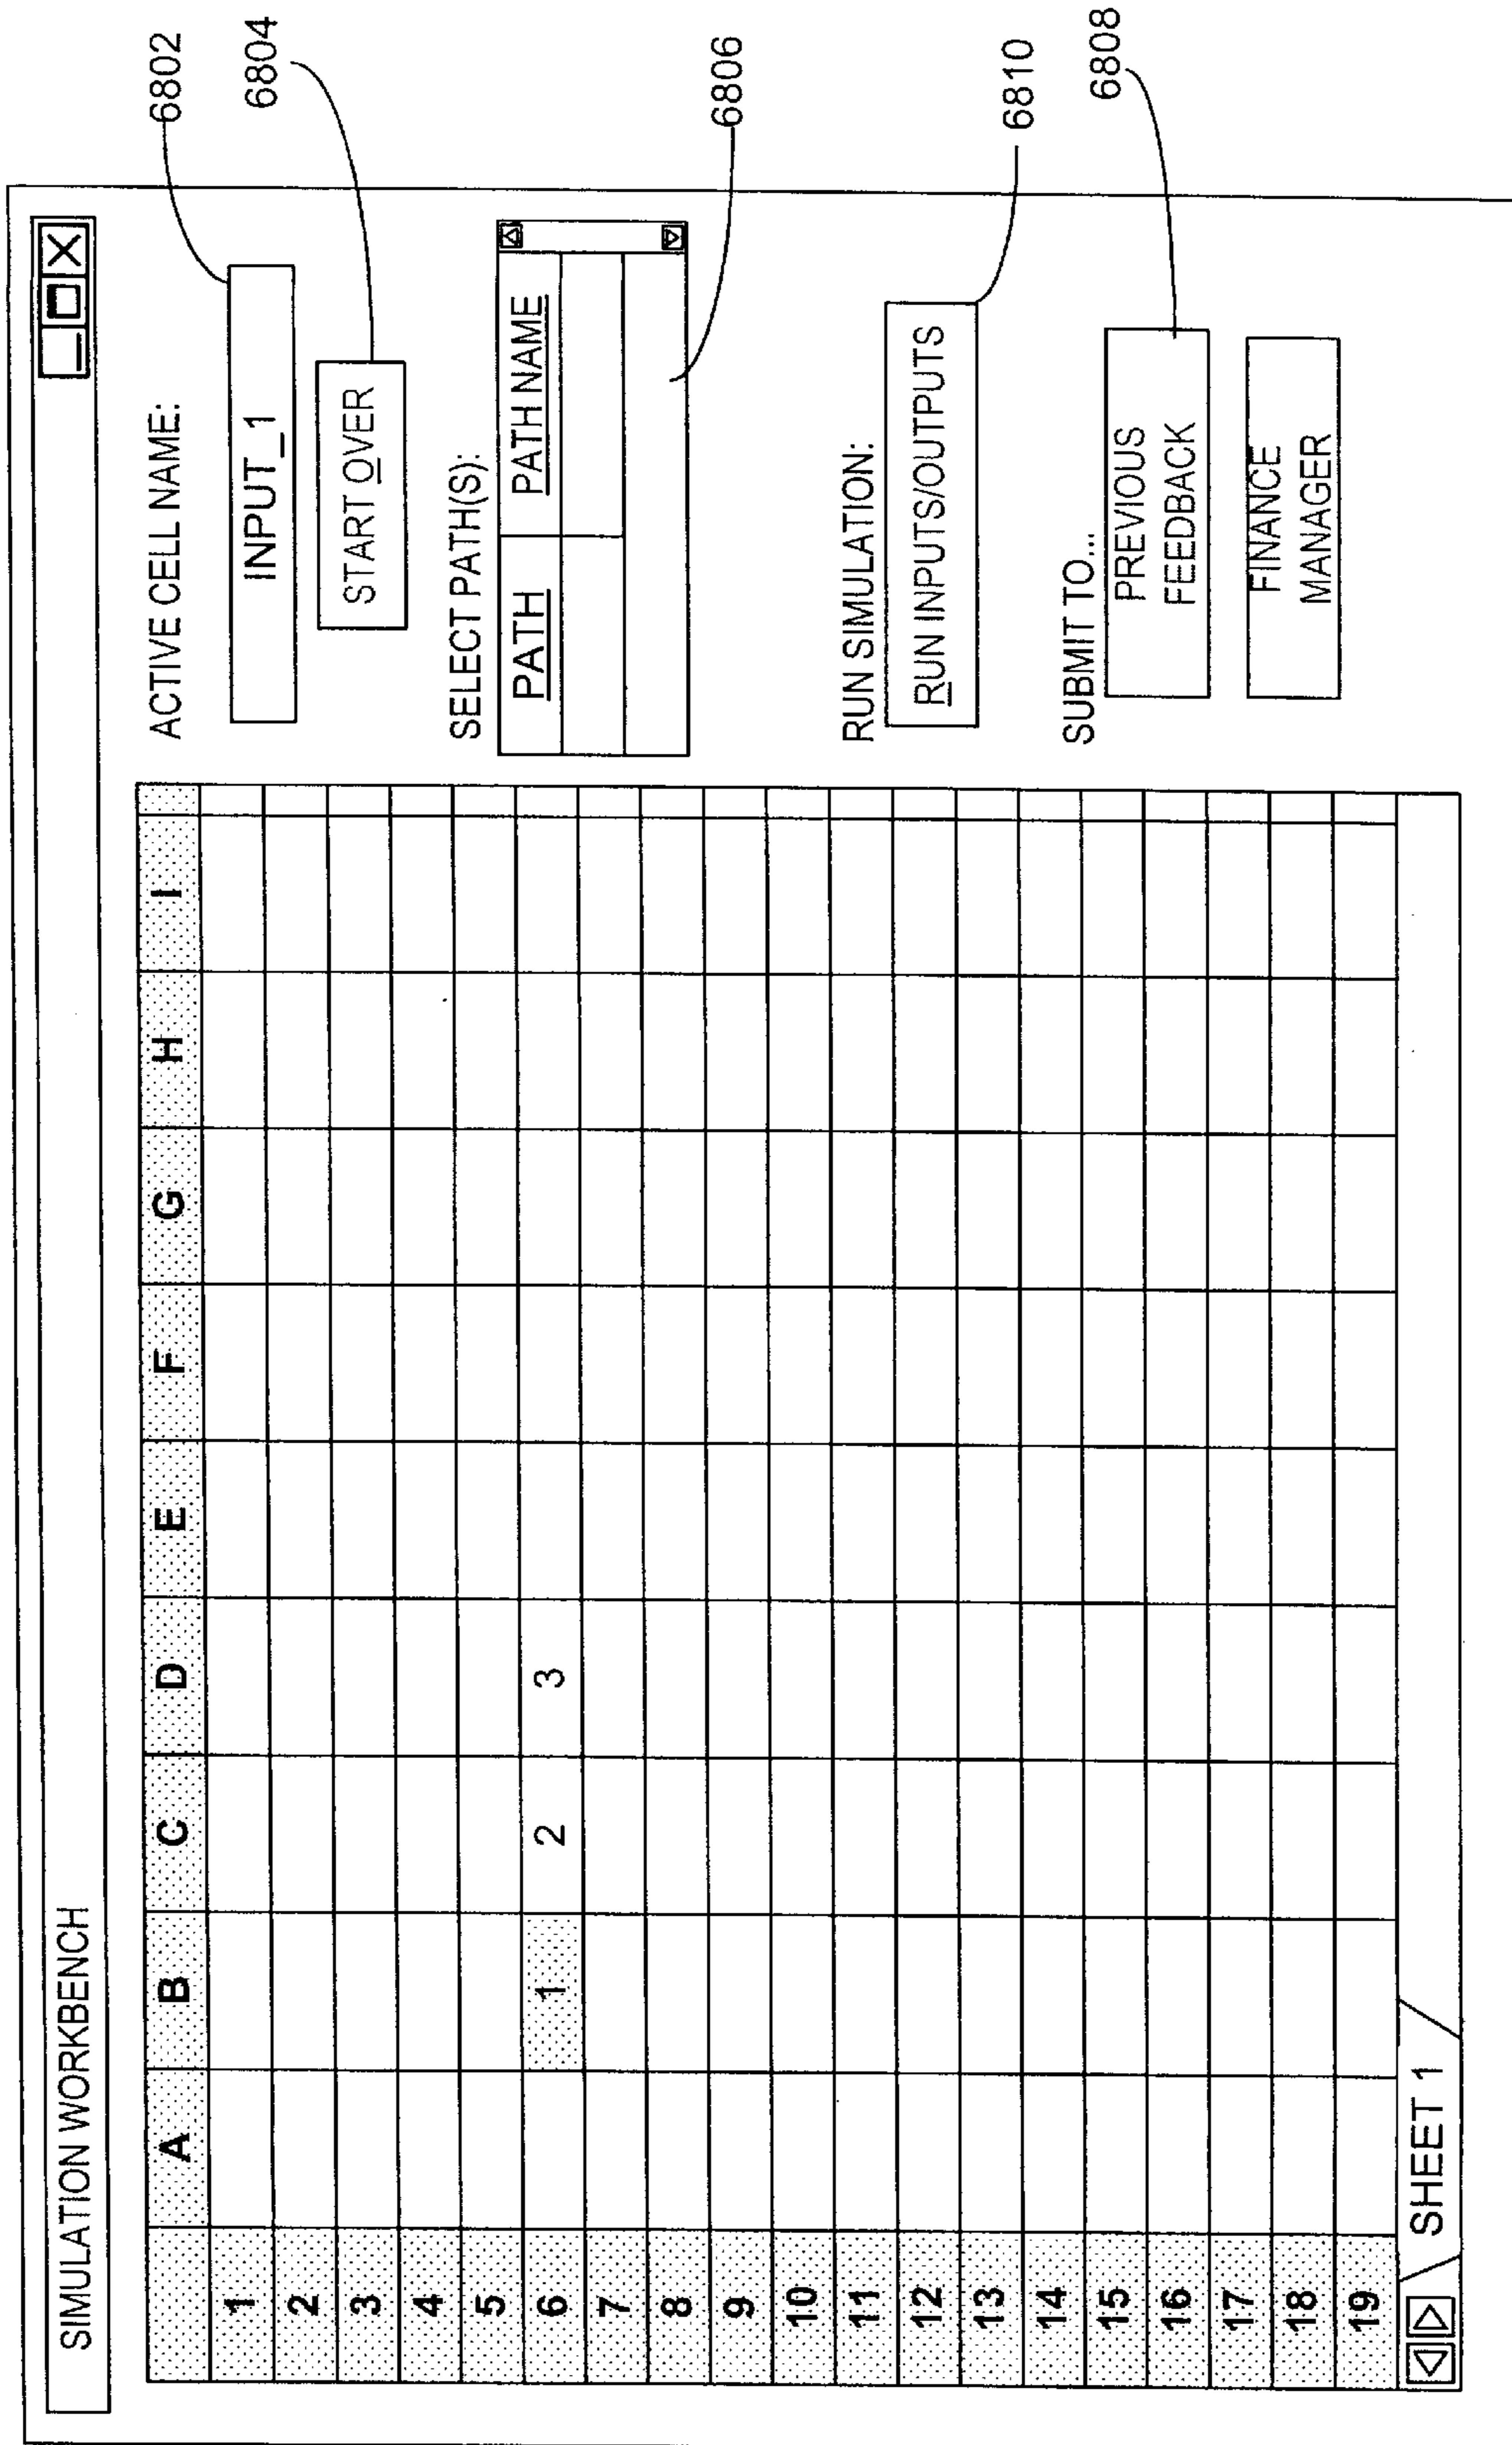 SIMULATION WORKBENCH
A B C D E F G H I
1
2
3
4
5
6 1 2 3
7
8
9
10
11
12
13
14
15
16
17
18
19
SHEET 1
ACTIVE CELL NAME:
INPUT_1
START OVER
SELECT PATH(S):
PATH PATH NAME
RUN SIMULATION:
RUN INPUTS/OUTPUTS
SUBMIT TO...
PREVIOUS
FEEDBACK
FINANCE
MANAGER
6802
6804
6806
6810
6808